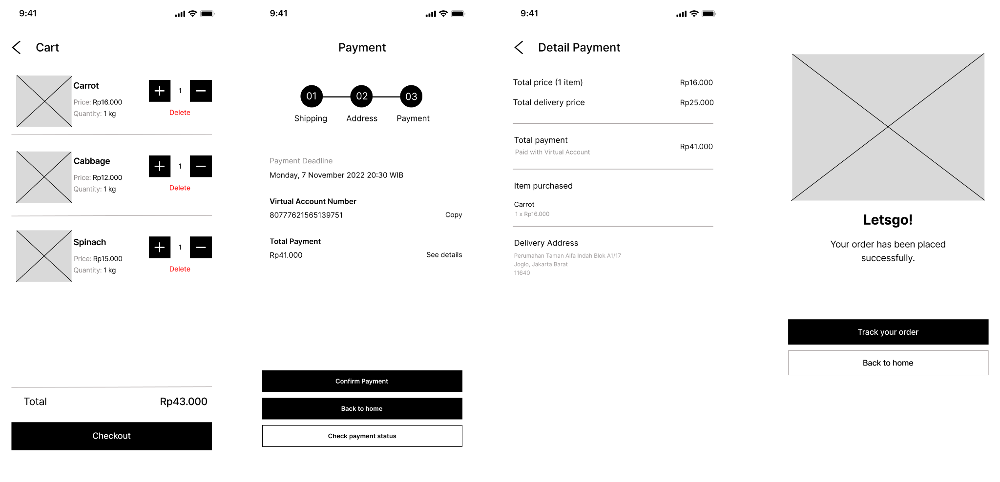 9:41
Cart
Carrot
Price: Rp16.000
Quantity: 1 kg
1
Delete
Cabbage
Price: Rp12.000
Quantity: 1 kg
1
Delete
Spinach
Price: Rp15.000
Quantity: 1 kg
1
Delete
Total Rp43.000
Checkout
9:41
Payment
01 02 03
Shipping Address Payment
Payment Deadline
Monday, 7 November 2022 20:30 WIB
Virtual Account Number
80777621565139751 Copy
Total Payment
Rp41.000 See details
Confirm Payment
Back to home
Check payment status
9:41
Detail Payment
Total price (1 item) Rp16.000
Total delivery price Rp25.000
Total payment Rp41.000
Paid with Virtual Account
Item purchased
Carrot
1 x Rp16.000
Delivery Address
Perumahan Taman Alfa Indah Blok A1/17
Joglo, Jakarta Barat
11640
Letsgo!
Your order has been placed
successfully.
Track your order
Back to home